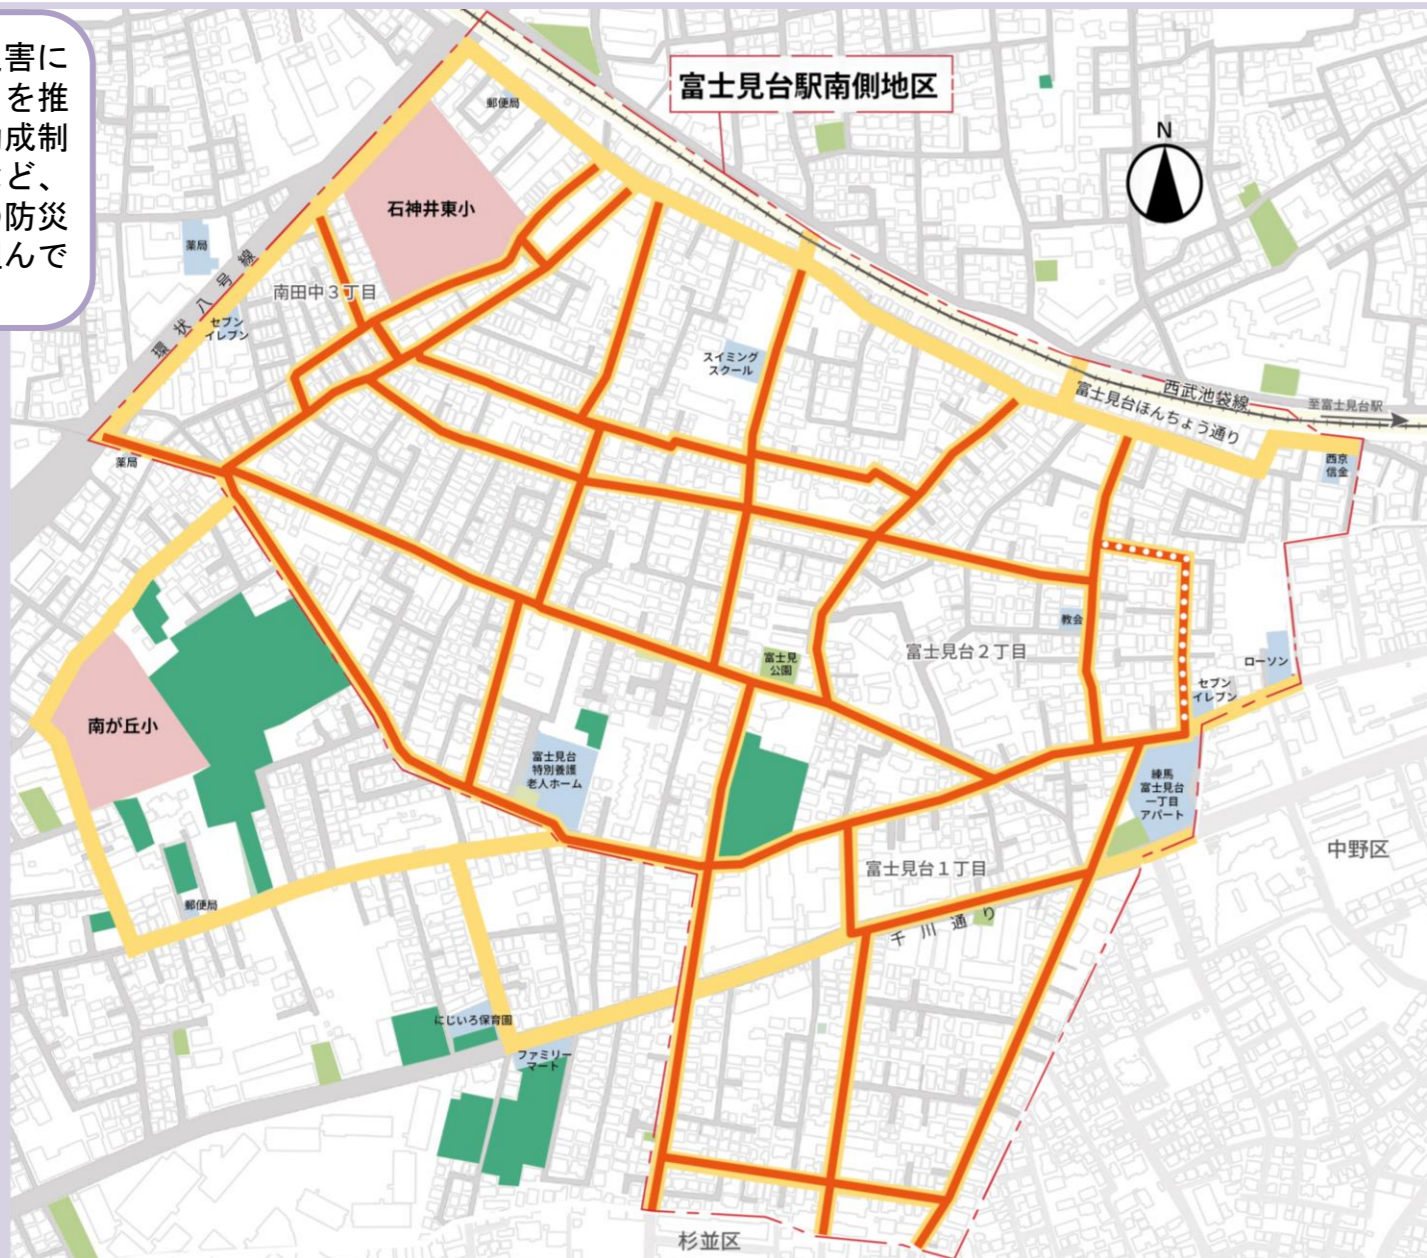 害に
を推
成制
ど、
防災
んで
富士見台駅南側地区
N
郵便局
石神井東小
薬局
環状八号線
南田中3丁目
セブン
イレブン
スイミング
スクール
西武池袋線
至富士見台駅
富士見台ほんちょう通り
薬局
西京
信金
教会
富士見台2丁目
富士見
公園
ローソン
セブン
イレブン
南が丘小
富士見台
特別養護
老人ホーム
練馬
富士見台
一丁目
アパート
中野区
富士見台1丁目
千川通り
郵便局
にじいろ保育園
ファミリー
マート
杉並区